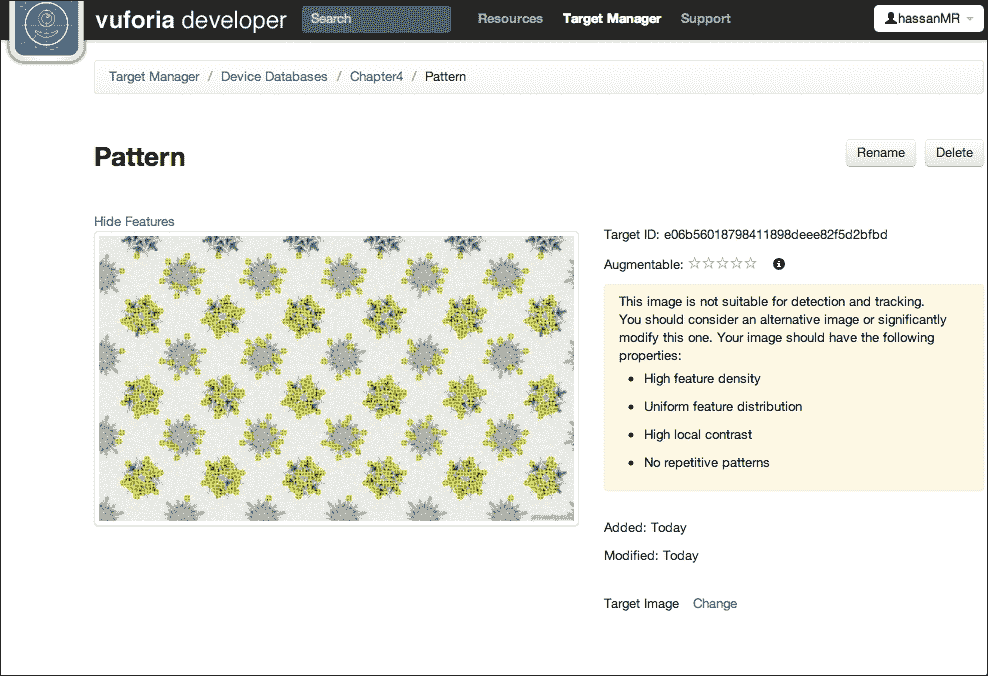 vuforia developer Search Resources Target Manager Support hassanMR
Target Manager / Device Databases / Chapter4 / Pattern
Pattern
Rename Delete
Hide Features
Target ID: e06b56018798411898deee82f5d2bfbd
Augmentable:
This image is not suitable for detection and tracking.
You should consider an alternative image or significantly
modify this one. Your image should have the following
properties:
• High feature density
• Uniform feature distribution
• High local contrast
• No repetitive patterns
Added: Today
Modified: Today
Target Image Change